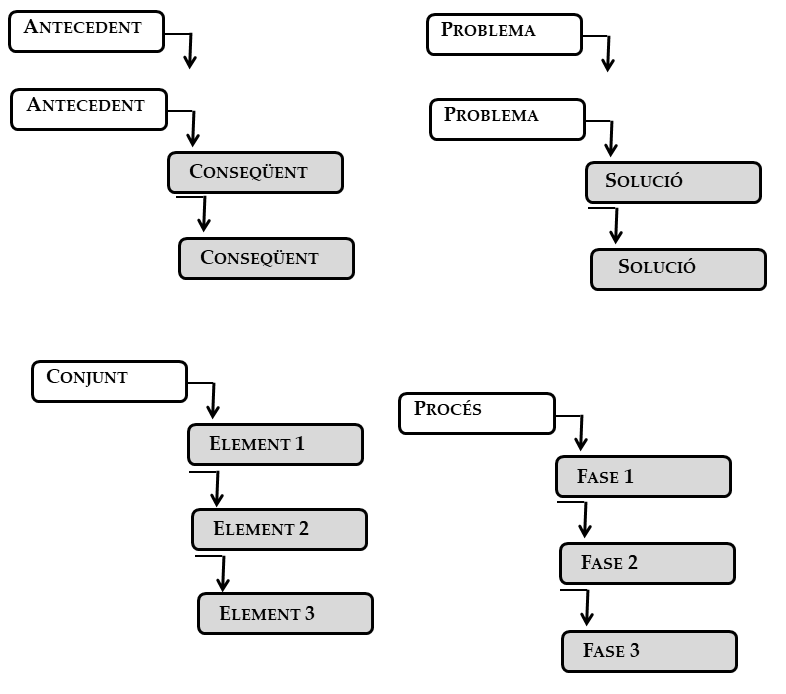 ANTECEDENT
ANTECEDENT
CONSEQÜENT
CONSEQÜENT
PROBLEMA
PROBLEMA
SOLUCIÓ
SOLUCIÓ
CONJUNT
ELEMENT 1
ELEMENT 2
ELEMENT 3
PROCÉS
FASE 1
FASE 2
FASE 3